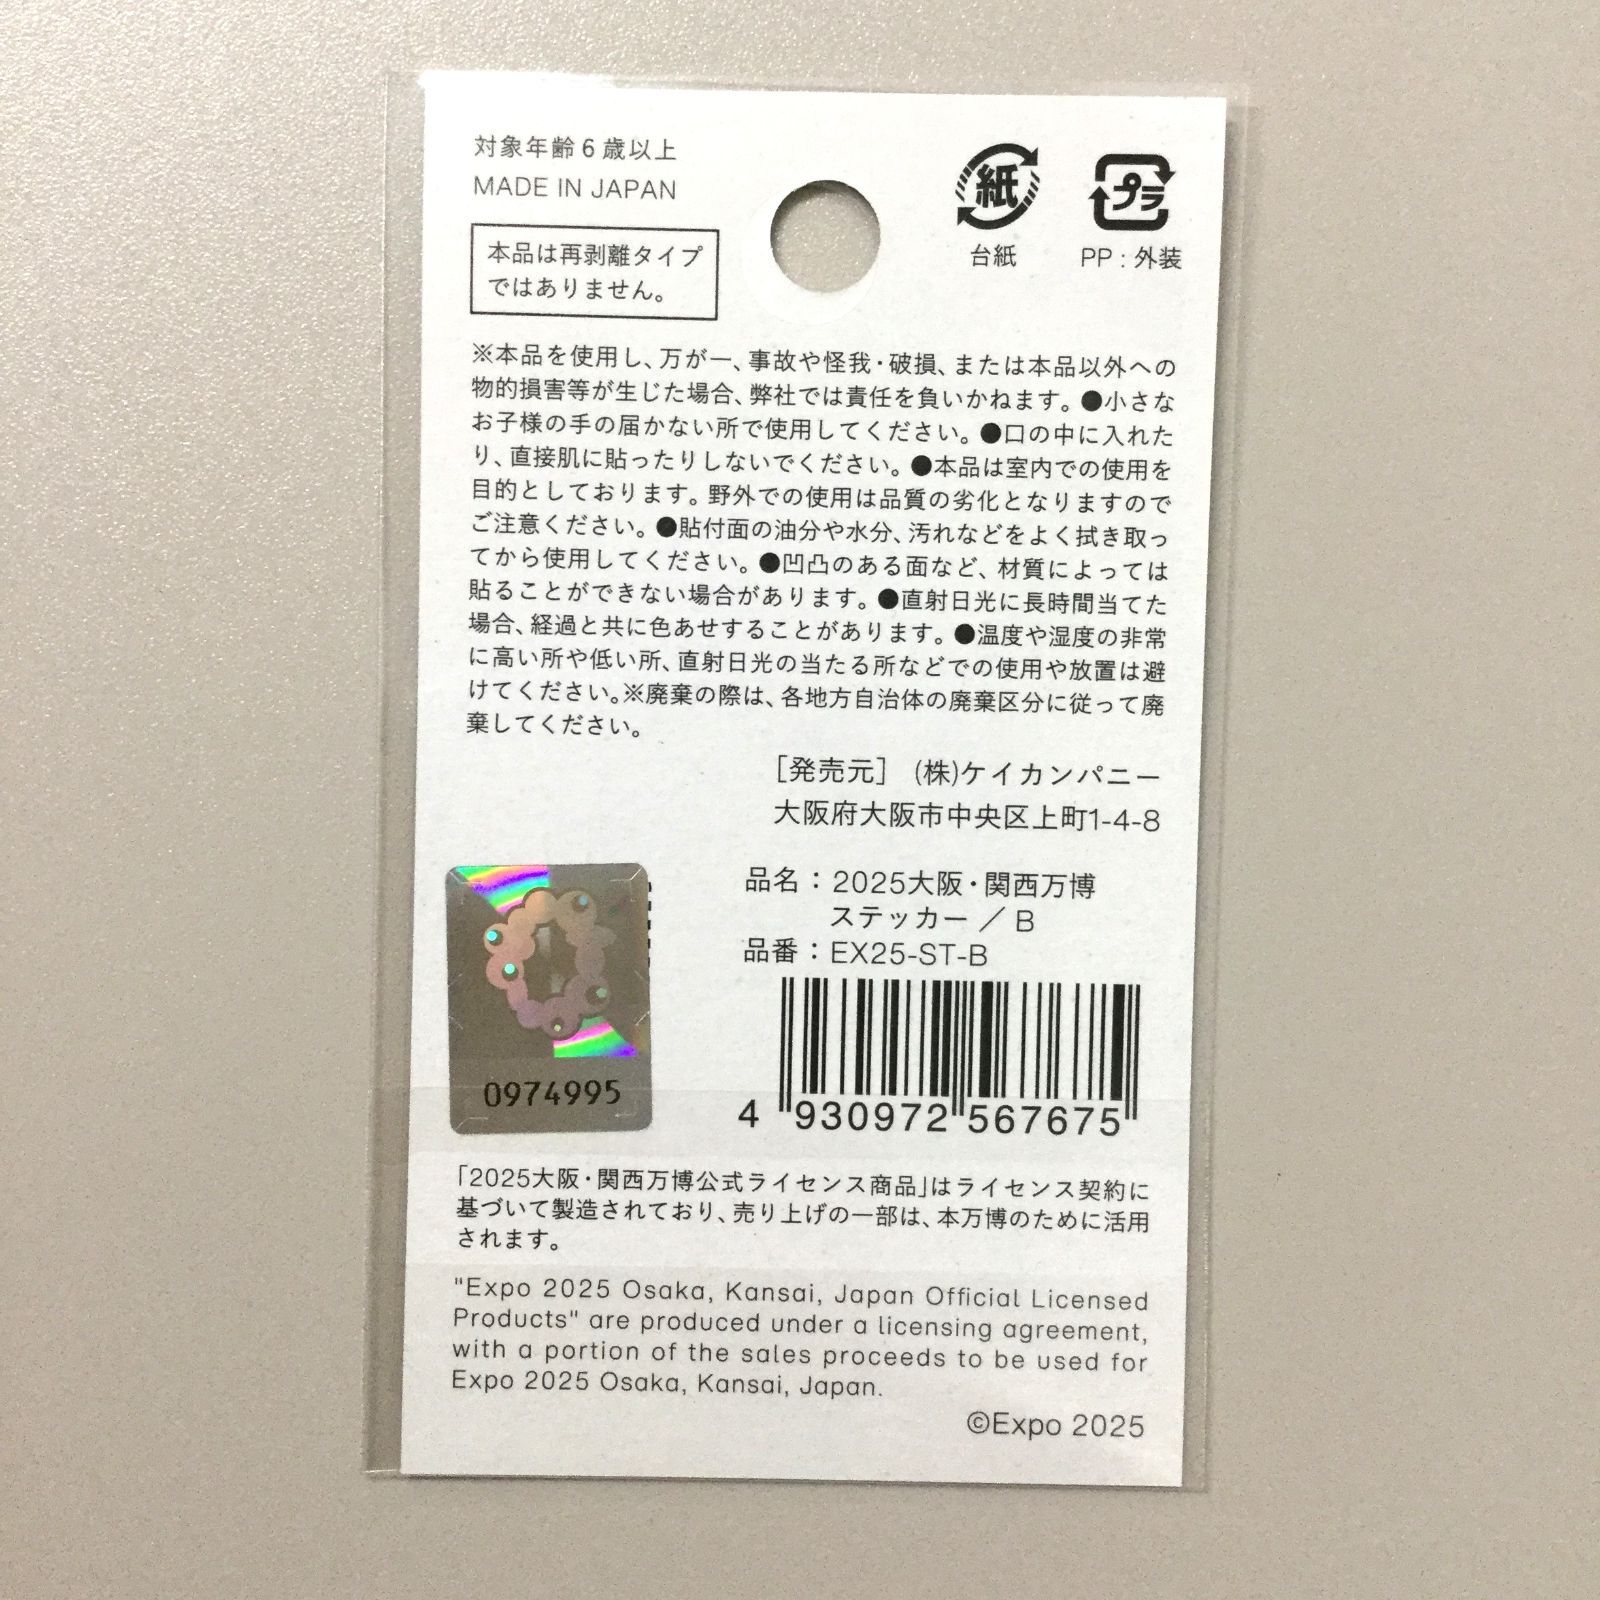 対象年齢6歳以上
MADE IN JAPAN
本品は再剥離タイプ
ではありません。
紙
台紙
プラ
PP : 外装
※本品を使用し、万が一、事故や怪我・破損、または本品以外への
物的損害等が生じた場合、弊社では責任を負いかねます。●小さな
お子様の手の届かない所で使用してください。●口の中に入れた
り、直接肌に貼ったりしないでください。●本品は室内での使用を
目的としております。野外での使用は品質の劣化となりますので
ご注意ください。●貼付面の油分や水分、汚れなどをよく拭き取っ
てから使用してください。●凹凸のある面など、材質によっては
貼ることができない場合があります。●直射日光に長時間当てた
場合、経過と共に色あせすることがあります。●温度や湿度の非常
に高い所や低い所、直射日光の当たる所などでの使用や放置は避
けてください。※廃棄の際は、各地方自治体の廃棄区分に従って廃
棄してください。
［発売元］ (株)ケイカンパニー
大阪府大阪市中央区上町1-4-8
品名：2025大阪・関西万博
ステッカー ／ B
品番：EX25-ST-B
0974995
4 930972 567675
「2025大阪・関西万博公式ライセンス商品」はライセンス契約に
基づいて製造されており、売り上げの一部は、本万博のために活用
されます。
"Expo 2025 Osaka, Kansai, Japan Official Licensed
Products" are produced under a licensing agreement,
with a portion of the sales proceeds to be used for
Expo 2025 Osaka, Kansai, Japan.
©Expo 2025